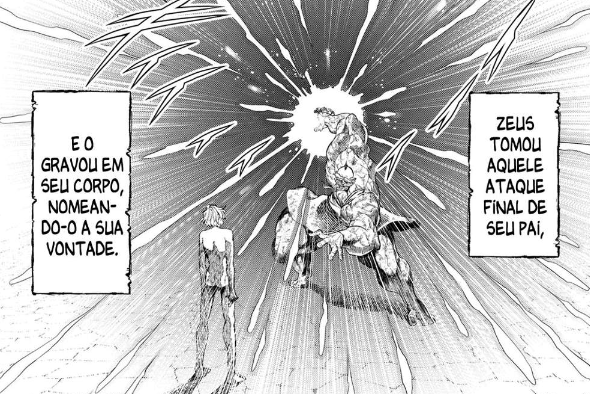 ZEUS
TOMOU
AQUELE
ATAQUE
FINAL DE
SEU PAI,
E O
GRAVOU EM
SEU CORPO,
NOMEAN-
DO-O A SUA
VONTADE.